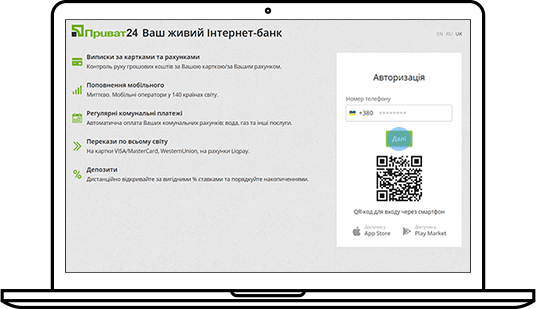 Приват24 Ваш живий Інтернет-банк
EN RU UK
Виписки за картками та рахунками
Контроль руху грошових коштів за Вашою карткою/за Вашим рахунком.
Поповнення мобільного
Миттєво. Мобільні оператори у 140 країнах світу.
Регулярні комунальні платежі
Автоматична оплата Ваших комунальних рахунків: вода, газ та інші послуги.
Перекази по всьому світу
На картки VISA/MasterCard, WesternUnion, на рахунки Liqpay.
Депозити
Дистанційно відкривайте за вигідними % ставками та порядкуйте накопиченнями.
Авторизація
Номер телефону
+380
Далі
QR-код для входу через смартфон
Доступно у
App Store
Доступно у
Play Market